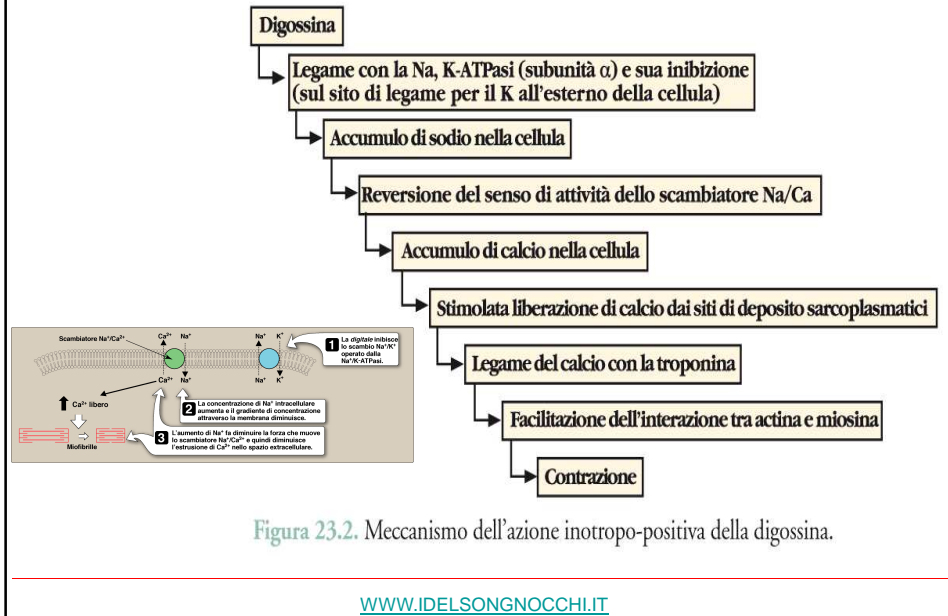 Digossina
Legame con la Na, K-ATPasi (subunità α) e sua inibizione
(sul sito di legame per il K all'esterno della cellula)
Accumulo di sodio nella cellula
Reversione del senso di attività dello scambiatore Na/Ca
Accumulo di calcio nella cellula
Stimolata liberazione di calcio dai siti di deposito sarcoplasmatici
Legame del calcio con la troponina
Facilitazione dell'interazione tra actina e miosina
Contrazione
Scambiatore Na⁺/Ca²⁺
Ca²⁺ Na⁺
Na⁺ K⁺
1 La digitale inibisce
lo scambio Na⁺/K⁺
operato dalla
Na⁺/K⁺-ATPasi.
Ca²⁺ Na⁺
Na⁺ K⁺
Ca²⁺ libero
2 La concentrazione di Na⁺ intracellulare
aumenta e il gradiente di concentrazione
attraverso la membrana diminuisce.
3 L'aumento di Na⁺ fa diminuire la forza che muove
lo scambiatore Na⁺/Ca²⁺ e quindi diminuisce
l'estrusione di Ca²⁺ nello spazio extracellulare.
Miofibrille
Figura 23.2. Meccanismo dell'azione inotropo-positiva della digossina.
WWW.IDELSONGNOCCHI.IT